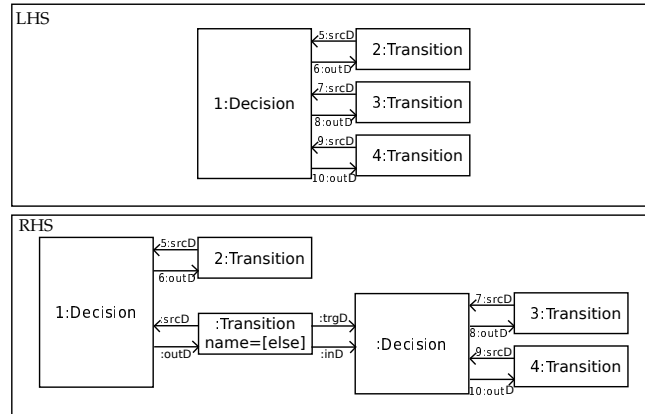 LHS
5:srcD
2:Transition
6:outD
7:srcD
1:Decision
3:Transition
8:outD
9:srcD
4:Transition
10:outD
RHS
5:srcD
2:Transition
6:outD
1:Decision
:srcD
:Transition
name=[else]
:trgD
:outD
:inD
:Decision
7:srcD
3:Transition
8:outD
9:srcD
4:Transition
10:outD